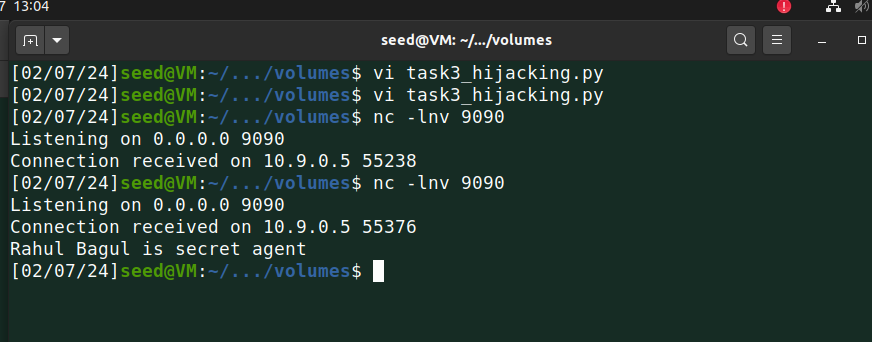 7 13:04
seed@VM: ~/.../volumes
[02/07/24]seed@VM:~/.../volumes$ vi task3_hijacking.py
[02/07/24]seed@VM:~/.../volumes$ vi task3_hijacking.py
[02/07/24]seed@VM:~/.../volumes$ nc -lnv 9090
Listening on 0.0.0.0 9090
Connection received on 10.9.0.5 55238
[02/07/24]seed@VM:~/.../volumes$ nc -lnv 9090
Listening on 0.0.0.0 9090
Connection received on 10.9.0.5 55376
Rahul Bagul is secret agent
[02/07/24]seed@VM:~/.../volumes$